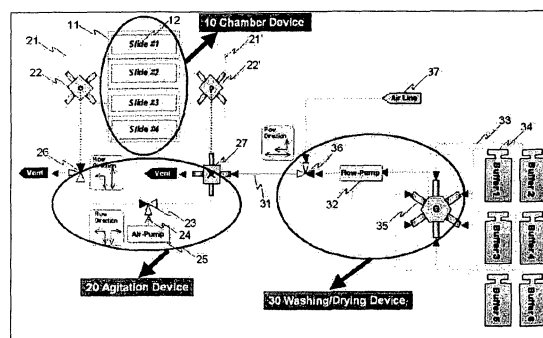 10 Chamber Device
11
12
21
21'
22
22'
Slide #1
Slide #2
Slide #3
Slide #4
37
Air Line
33
34
26
27
Flow Direction
Vent
Vent
Flow Direction
36
Flow-Pump
32
31
35
Buffer 1
Buffer 2
Buffer 3
Buffer 4
Buffer 5
23
24
Flow Direction
Air-Pump
25
20 Agitation Device
30 Washing/Drying Device